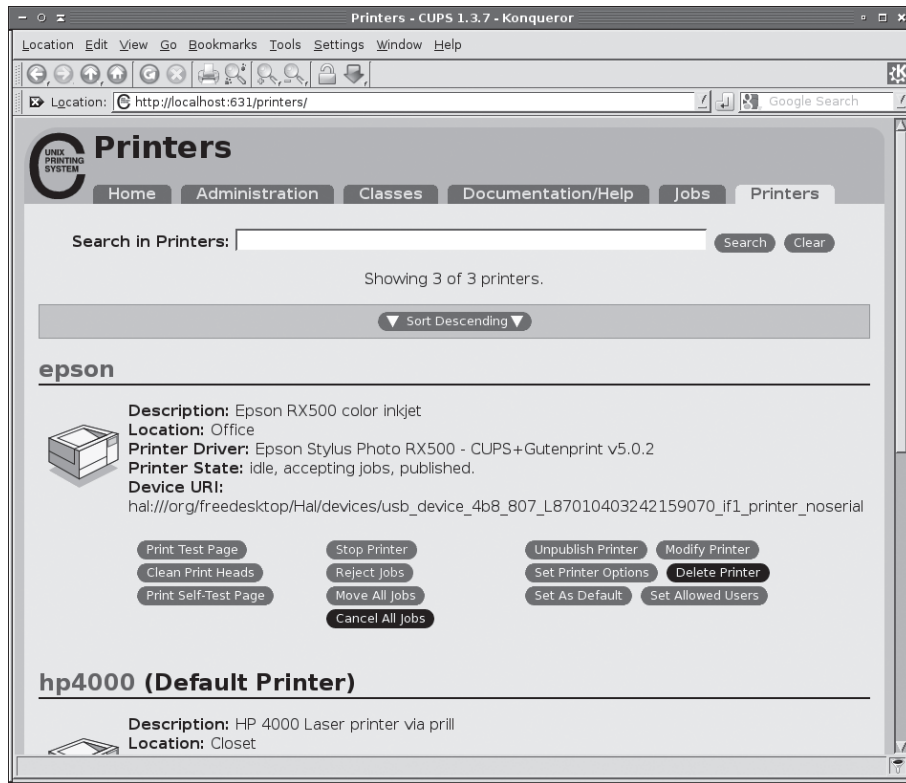 Printers - CUPS 1.3.7 - Konqueror
Location Edit View Go Bookmarks Tools Settings Window Help
Location: http://localhost:631/printers/ Google Search
UNIX PRINTING SYSTEM
Printers
Home Administration Classes Documentation/Help Jobs Printers
Search in Printers: Search Clear
Showing 3 of 3 printers.
▼ Sort Descending ▼
epson
Description: Epson RX500 color inkjet
Location: Office
Printer Driver: Epson Stylus Photo RX500 - CUPS+Gutenprint v5.0.2
Printer State: idle, accepting jobs, published.
Device URI:
hal:///org/freedesktop/Hal/devices/usb_device_4b8_807_L87010403242159070_if1_printer_noserial
Print Test Page Stop Printer Unpublish Printer Modify Printer
Clean Print Heads Reject Jobs Set Printer Options Delete Printer
Print Self-Test Page Move All Jobs Set As Default Set Allowed Users
Cancel All Jobs
hp4000 (Default Printer)
Description: HP 4000 Laser printer via prill
Location: Closet